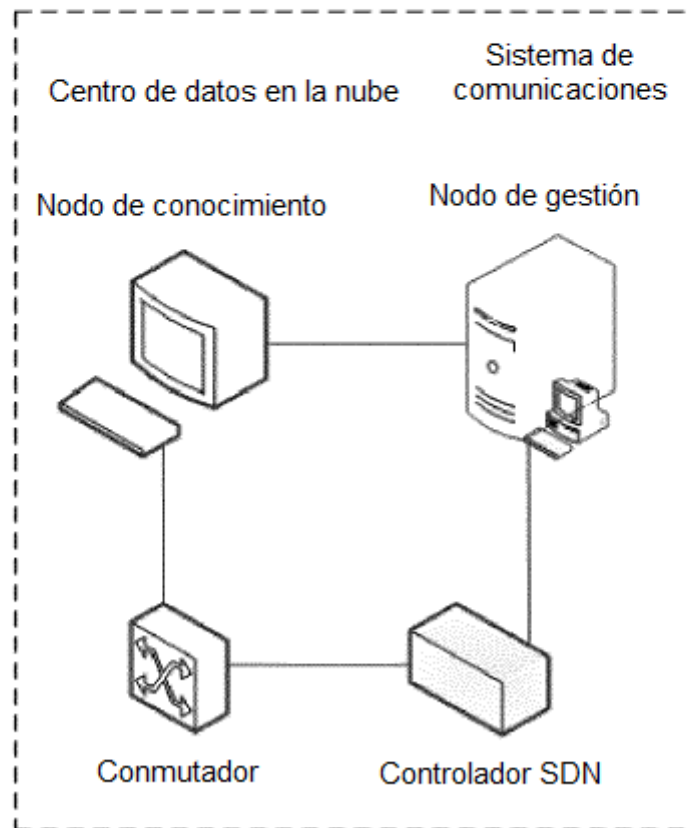 Centro de datos en la nube
Sistema de
comunicaciones
Nodo de conocimiento
Nodo de gestión
Conmutador
Controlador SDN